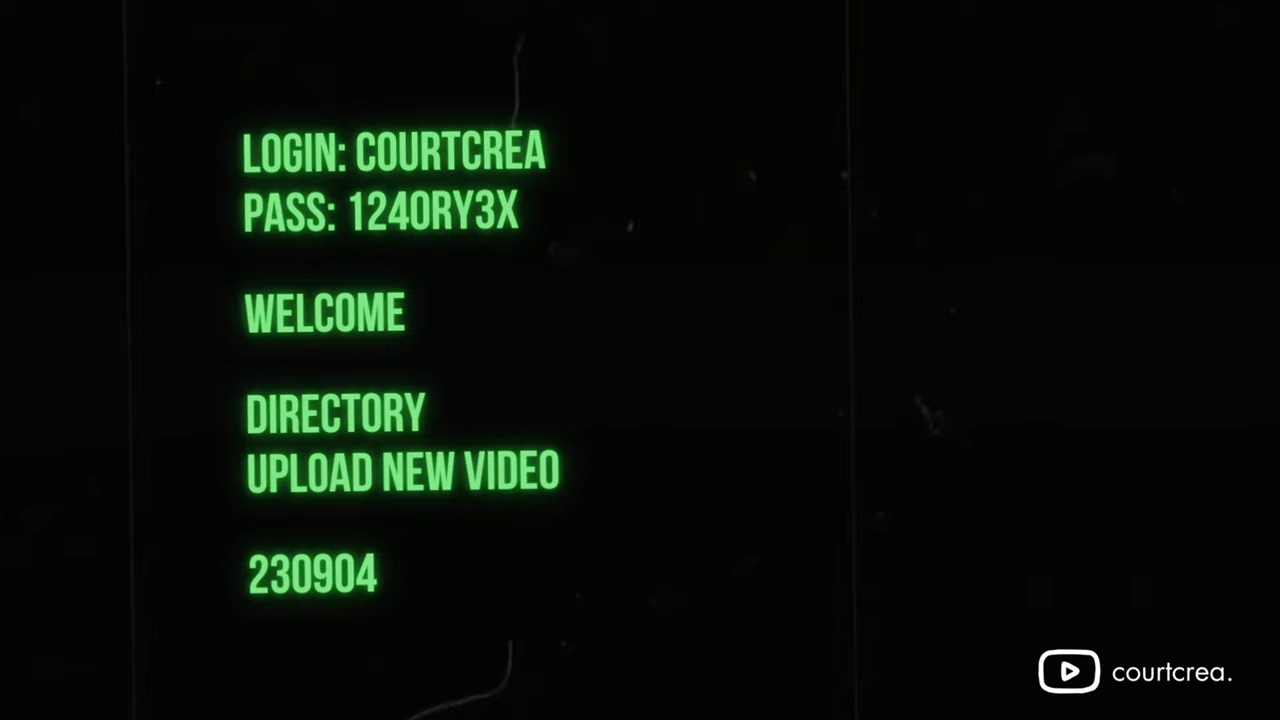 LOGIN: COURTCREA
PASS: 124ORY3X
WELCOME
DIRECTORY
UPLOAD NEW VIDEO
230904
courtcrea.